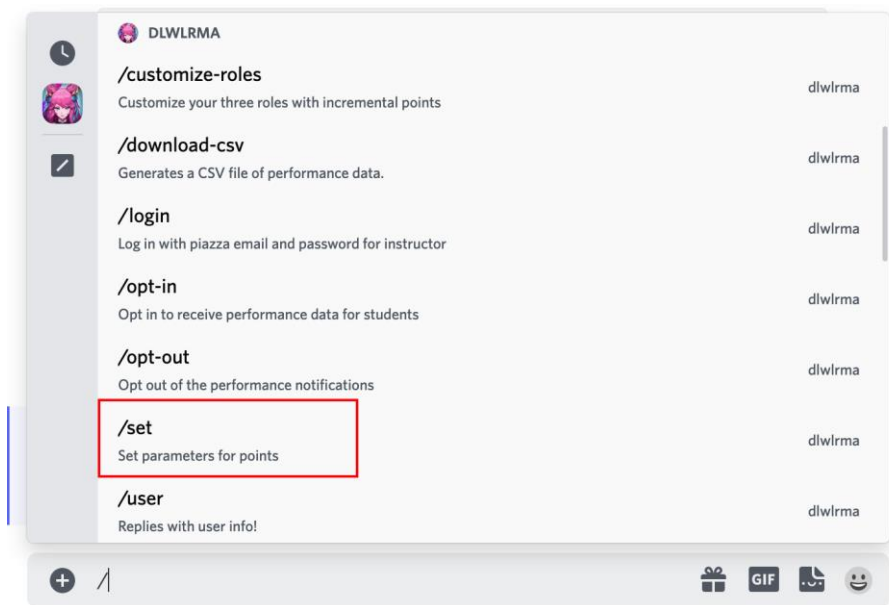 DLWLRMA
/customize-roles
Customize your three roles with incremental points
dlwlrma
/download-csv
Generates a CSV file of performance data.
dlwlrma
/login
Log in with piazza email and password for instructor
dlwlrma
/opt-in
Opt in to receive performance data for students
dlwlrma
/opt-out
Opt out of the performance notifications
dlwlrma
/set
Set parameters for points
dlwlrma
/user
Replies with user info!
dlwlrma
/
GIF